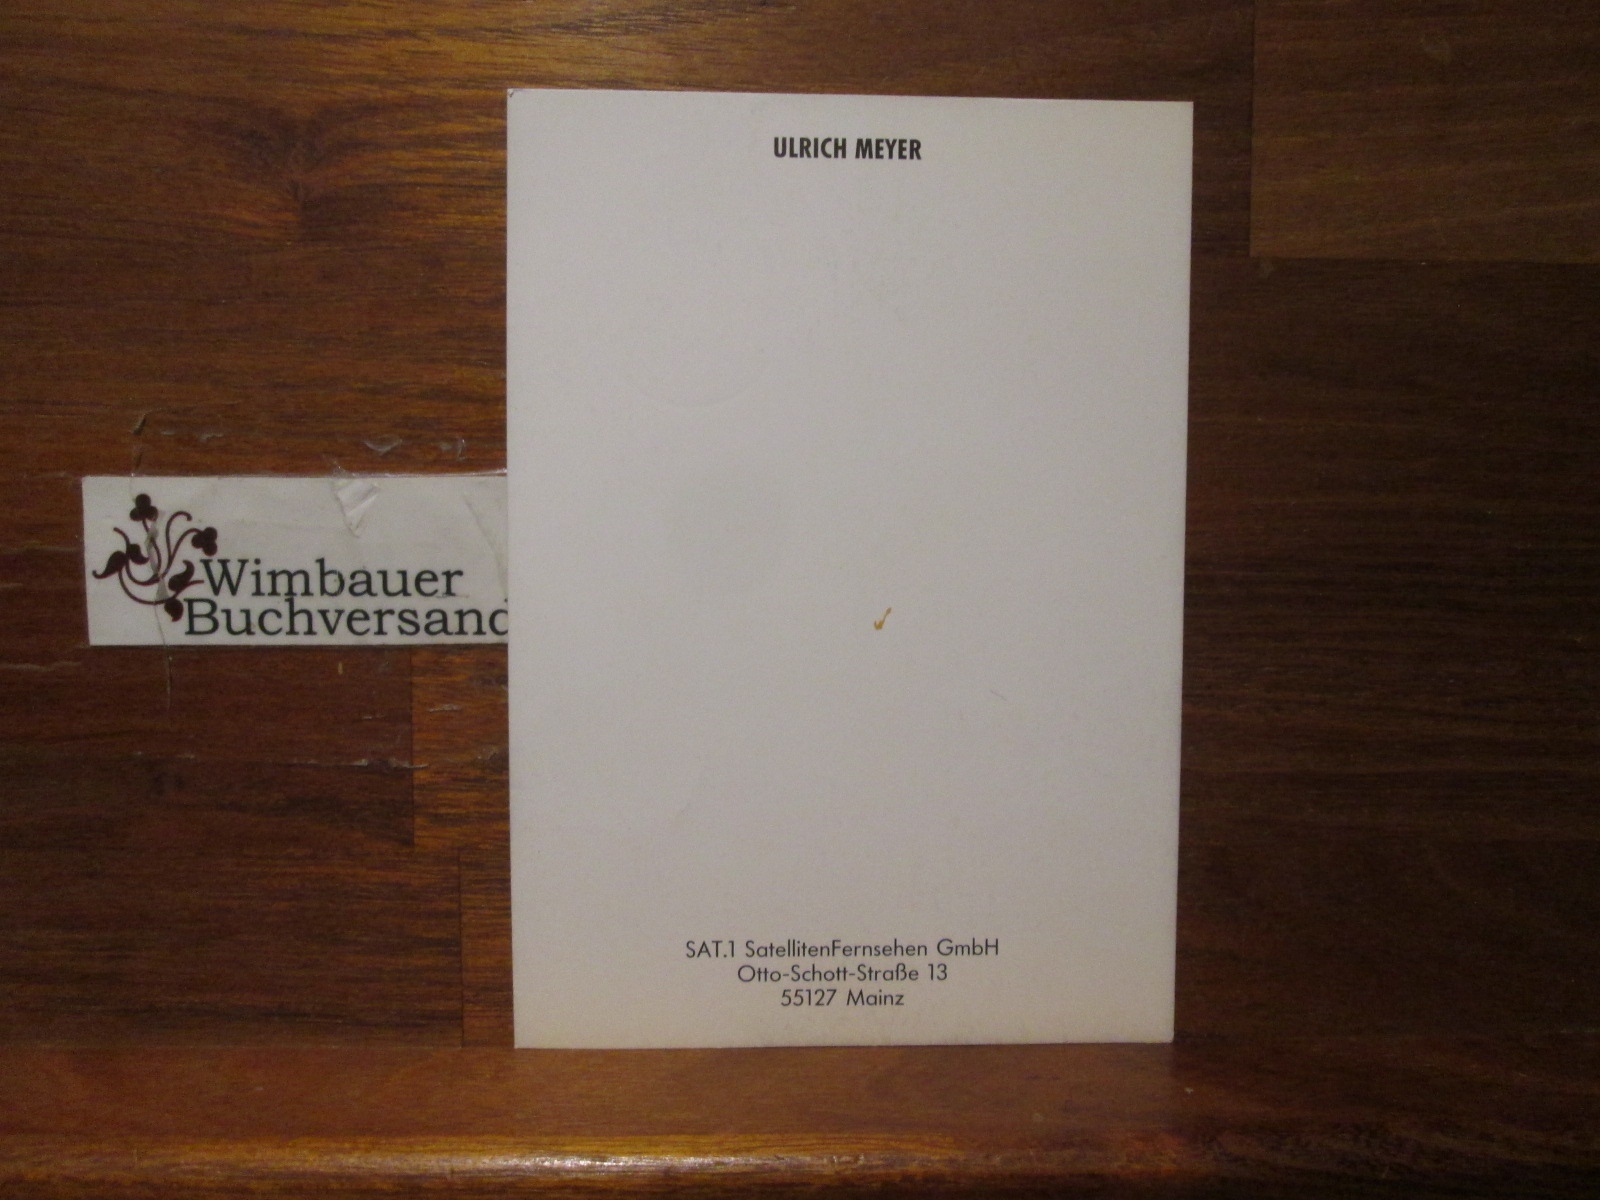 ULRICH MEYER
Wimbauer
Buchversand
SAT.1 SatellitenFernsehen GmbH
Otto-Schott-Straße 13
55127 Mainz